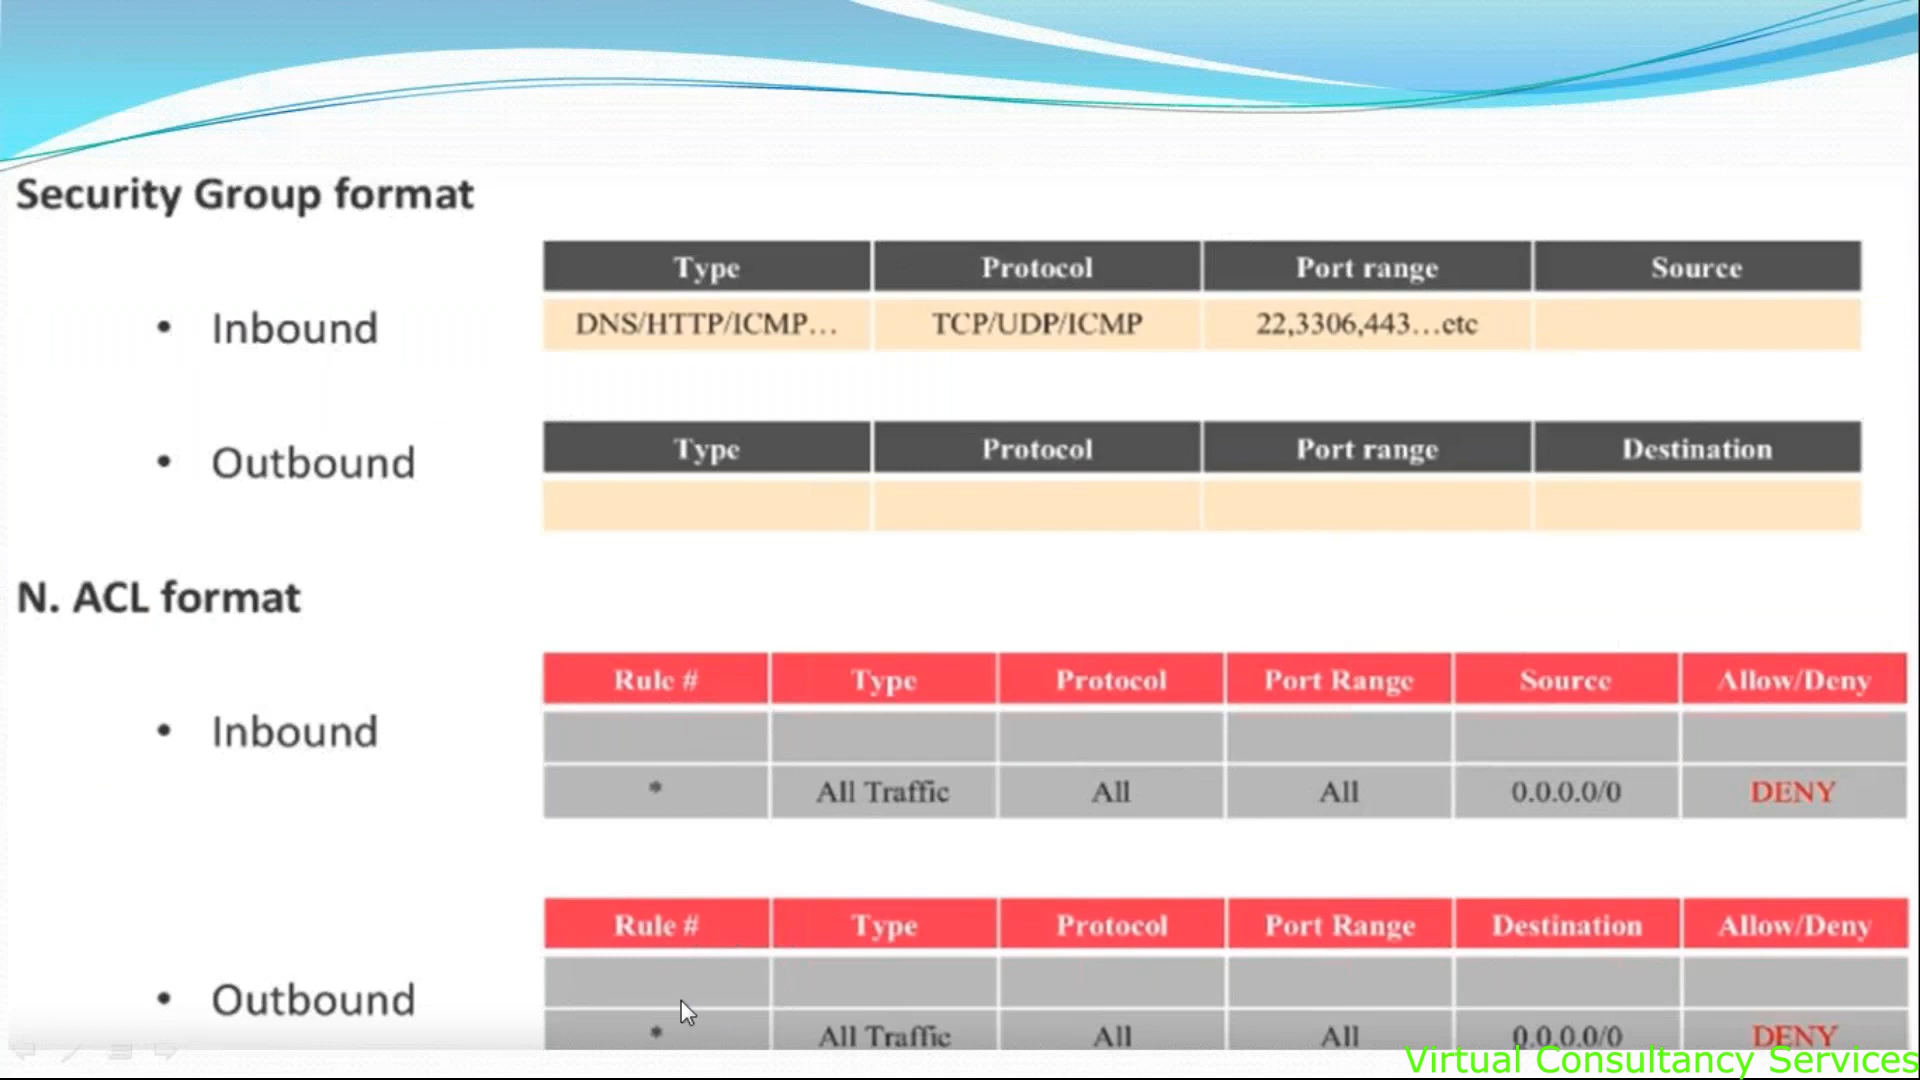 Security Group format
Type Protocol Port range Source
• Inbound
DNS/HTTP/ICMP... TCP/UDP/ICMP 22,3306,443...etc
Type Protocol Port range Destination
• Outbound
N. ACL format
Rule # Type Protocol Port Range Source Allow/Deny
• Inbound
* All Traffic All All 0.0.0.0/0 DENY
Rule # Type Protocol Port Range Destination Allow/Deny
• Outbound
* All Traffic All All 0.0.0.0/0 DENY
Virtual Consultancy Services